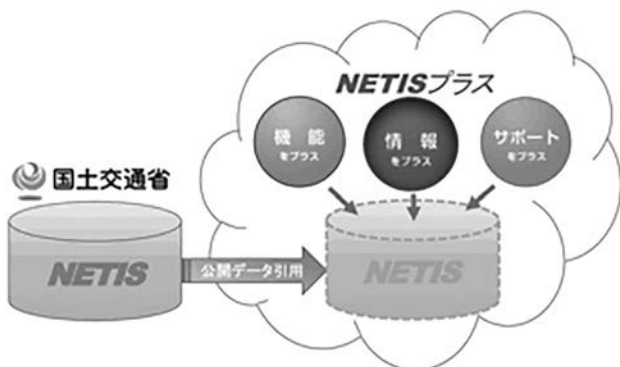 NETISプラス
機能
をプラス
情報
をプラス
サポート
をプラス
国土交通省
NETIS
公開データ引用
NETIS